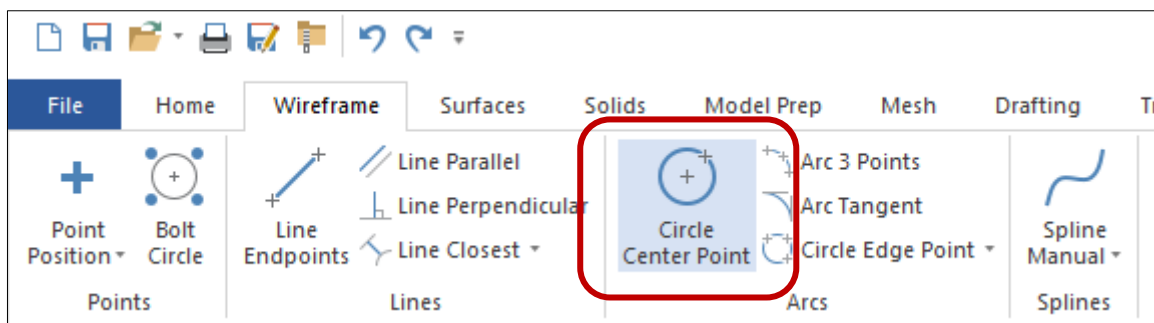 File Home Wireframe Surfaces Solids Model Prep Mesh Drafting
Point
Position
Bolt
Circle
Points
Line
Endpoints
Line Parallel
Line Perpendicular
Line Closest
Lines
Circle
Center Point
Arc 3 Points
Arc Tangent
Circle Edge Point
Arcs
Spline
Manual
Splines